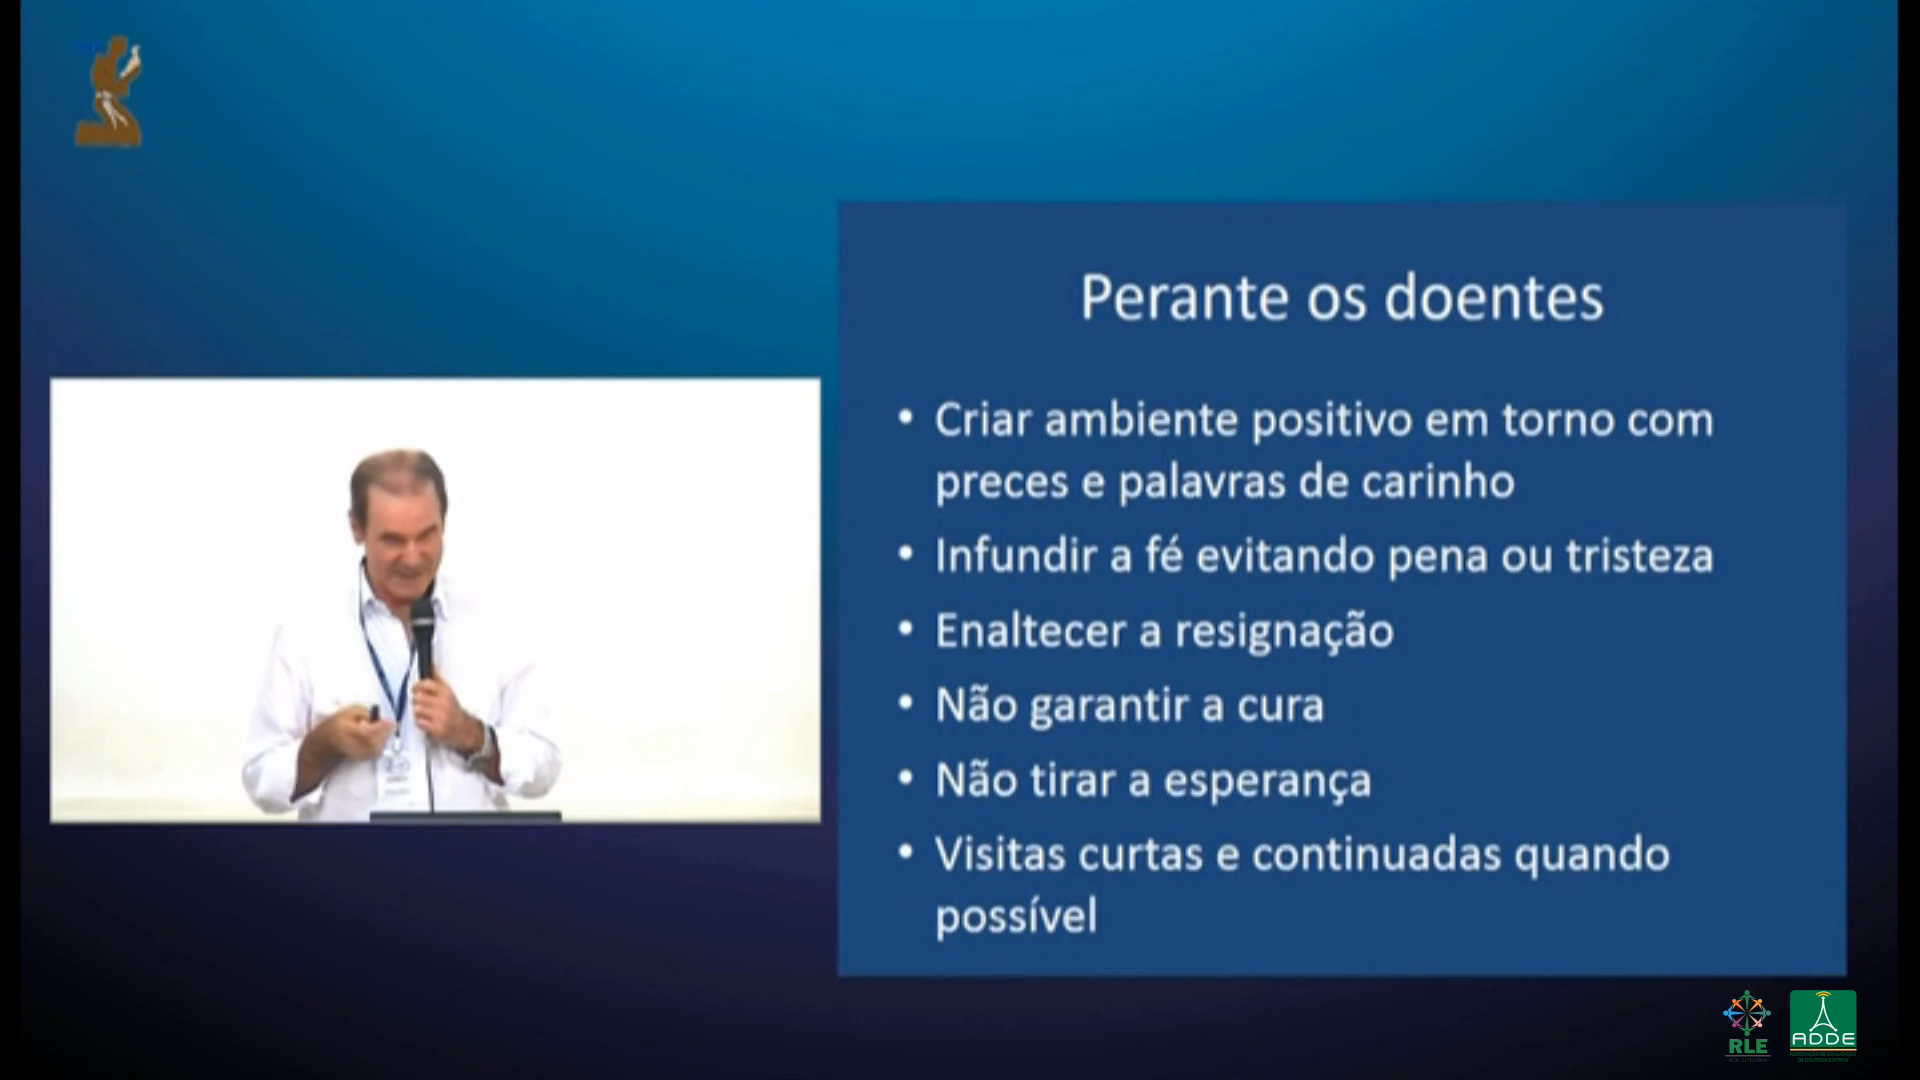 Perante os doentes
• Criar ambiente positivo em torno com
preces e palavras de carinho
• Infundir a fé evitando pena ou tristeza
• Enaltecer a resignação
• Não garantir a cura
• Não tirar a esperança
• Visitas curtas e continuadas quando
possível
RLE
ADDE